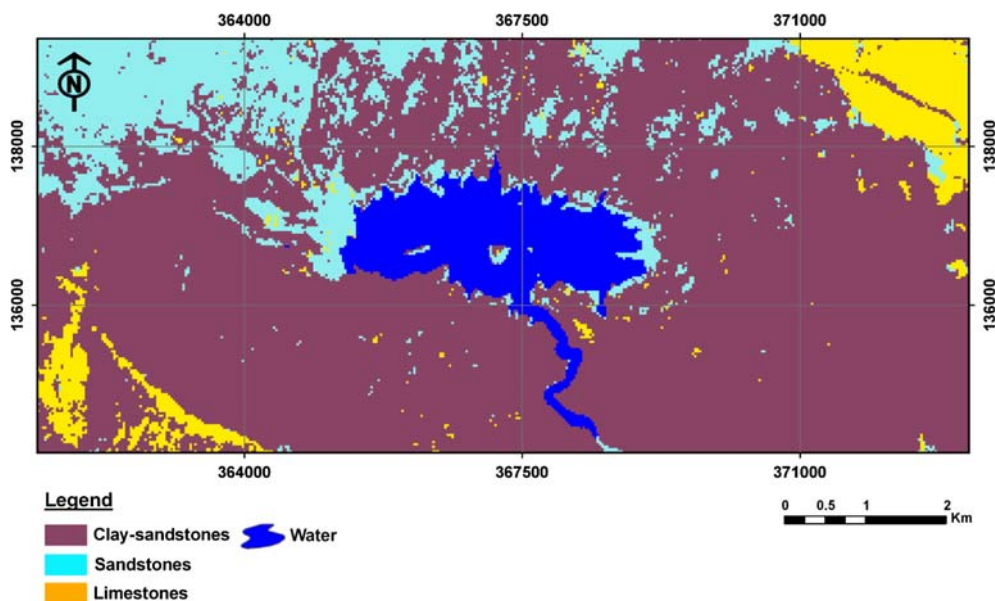 364000 367500 371000
N
138000 138000
136000 136000
364000 367500 371000
Legend
Clay-sandstones Water
Sandstones
Limestones
0 0.5 1 2
Km